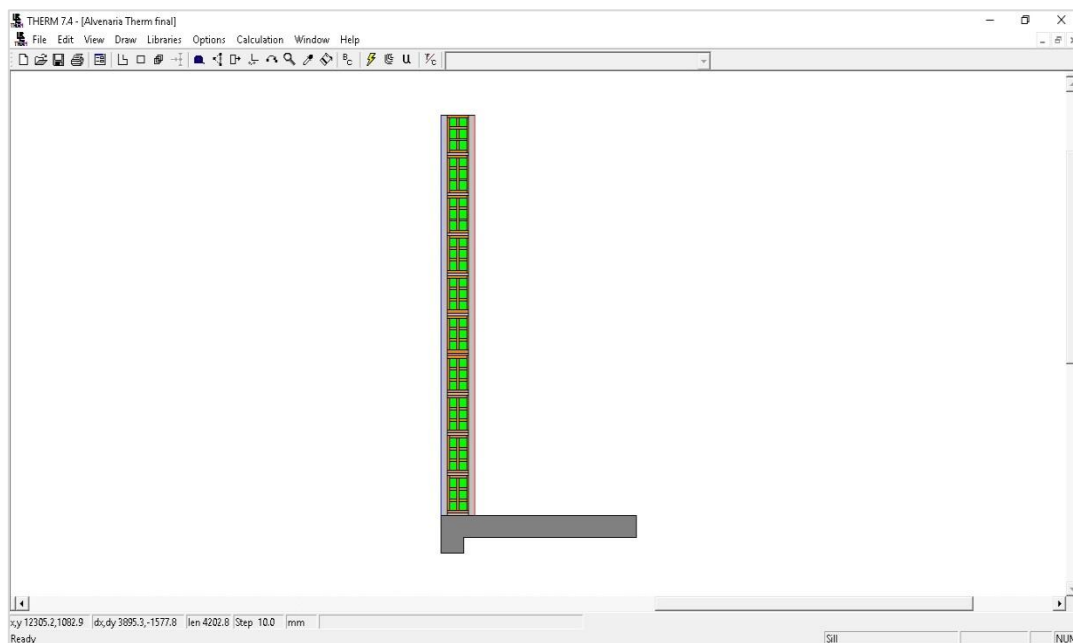 THERM 7.4 - [Alvenaria Therm final]
File Edit View Draw Libraries Options Calculation Window Help
x,y 12305.2,1082.9 dx,dy 3895.3,-1577.8 len 4202.8 Step 10.0 mm
Ready Sill NUM